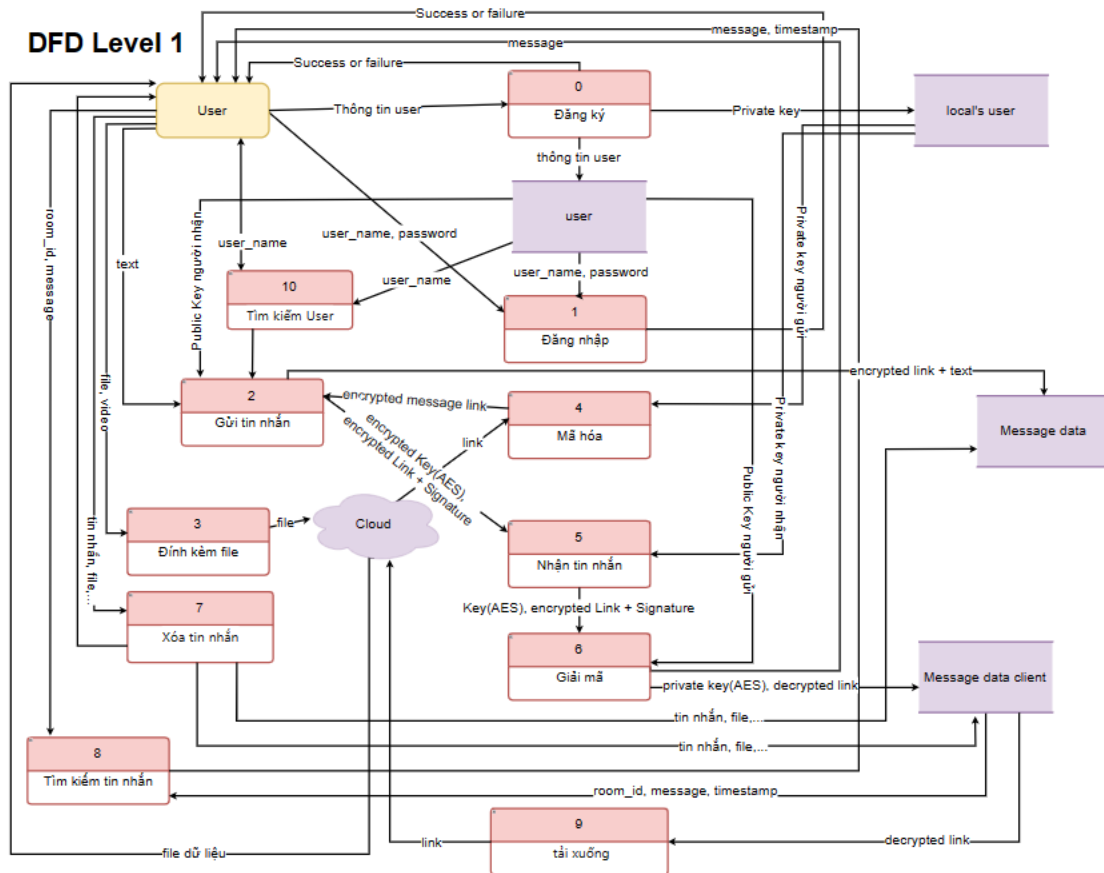 DFD Level 1
Success or failure
message, timestamp
message
Success or failure
0
Đăng ký
User
Thông tin user
Private key
local's user
thông tin user
user
user_name
user_name, password
Public Key người nhận
room_id, message
text
user_name
user_name, password
10
Tìm kiếm User
1
Đăng nhập
Private key người gửi
encrypted link + text
2
Gửi tin nhắn
encrypted message link
4
Mã hóa
Message data
file, video
link
encrypted Key(AES),
encrypted Link + Signature
Private key người nhận
Public Key người gửi
3
Đính kèm file
file
Cloud
5
Nhận tin nhắn
tin nhắn, file,
...
7
Xóa tin nhắn
Key(AES), encrypted Link + Signature
6
Giải mã
private key(AES), decrypted link
Message data client
tin nhắn, file,...
tin nhắn, file,...
8
Tìm kiếm tin nhắn
room_id, message, timestamp
9
tải xuống
link
decrypted link
file dữ liệu